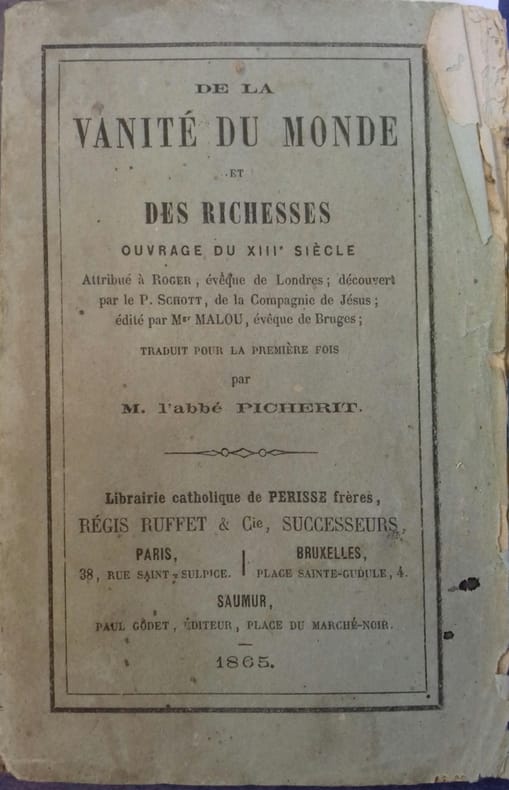 DE LA
VANITÉ DU MONDE
ET
DES RICHESSES
OUVRAGE DU XIIIe SIÈCLE
Attribué à ROGER, évêque de Londres; découvert
par le P. SCHOTT, de la Compagnie de Jésus;
édité par Mgr MALOU, évêque de Bruges;
TRADUIT POUR LA PREMIÈRE FOIS
par
M. l'abbé PICHERIT.
Librairie catholique de PERISSE frères,
RÉGIS RUFFET & Cie, SUCCESSEURS,
PARIS, BRUXELLES,
38, RUE SAINT-SULPICE. PLACE SAINTE-GUDULE, 4.
SAUMUR,
PAUL GODET, ÉDITEUR, PLACE DU MARCHÉ-NOIR.
1865.